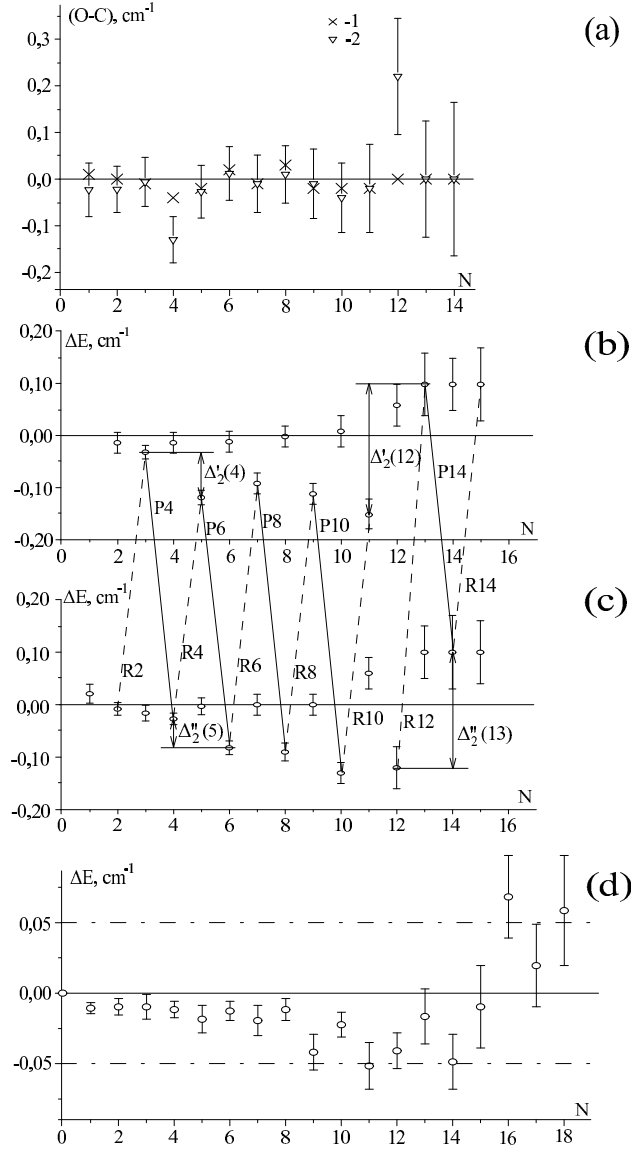 (O-C), cm-1
(a)
-1
-2
0,3
0,2
0,1
0,0
-0,1
-0,2
N
0 2 4 6 8 10 12 14
0,20
ΔE, cm-1
(b)
0,10
0,00
-0,10
-0,20
Δ'2(4)
Δ'2(12)
P4
P6
P8
P10
P14
N
0 2 4 6 8 10 12 14 16
0,20
ΔE, cm-1
(c)
0,10
0,00
-0,10
-0,20
R2
R4
R6
R8
R10
R12
R14
Δ''2(5)
Δ''2(13)
N
0 2 4 6 8 10 12 14 16
ΔE, cm-1
(d)
0,05
0,00
-0,05
N
0 2 4 6 8 10 12 14 16 18